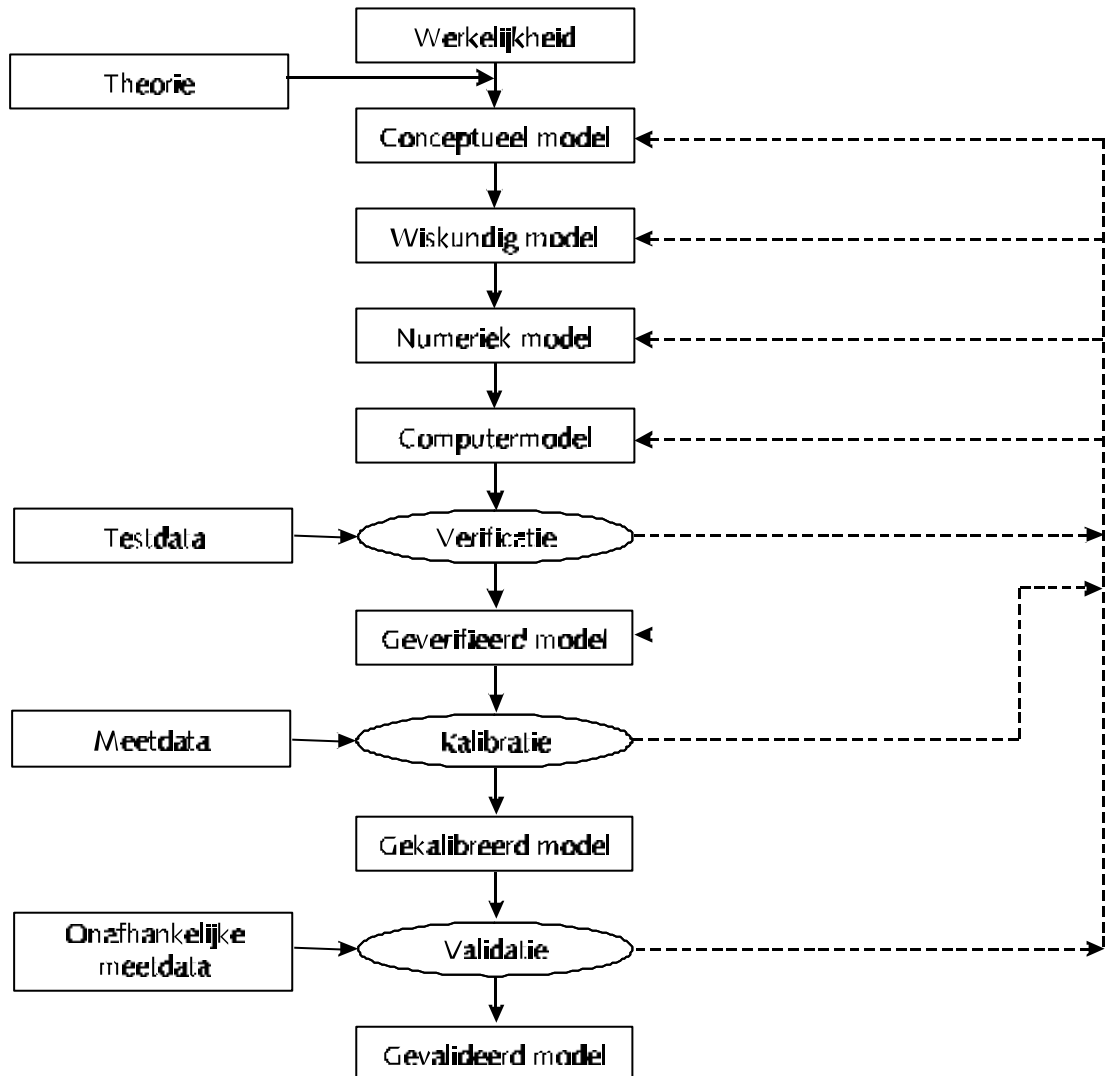 Werkelijkheid
Theorie
Conceptueel model
Wiskundig model
Numeriek model
Computermodel
Testdata
Verificatie
Geverifieerd model
Meetdata
Kalibratie
Gekalibreerd model
Onafhankelijke
meetdata
Validatie
Gevalideerd model